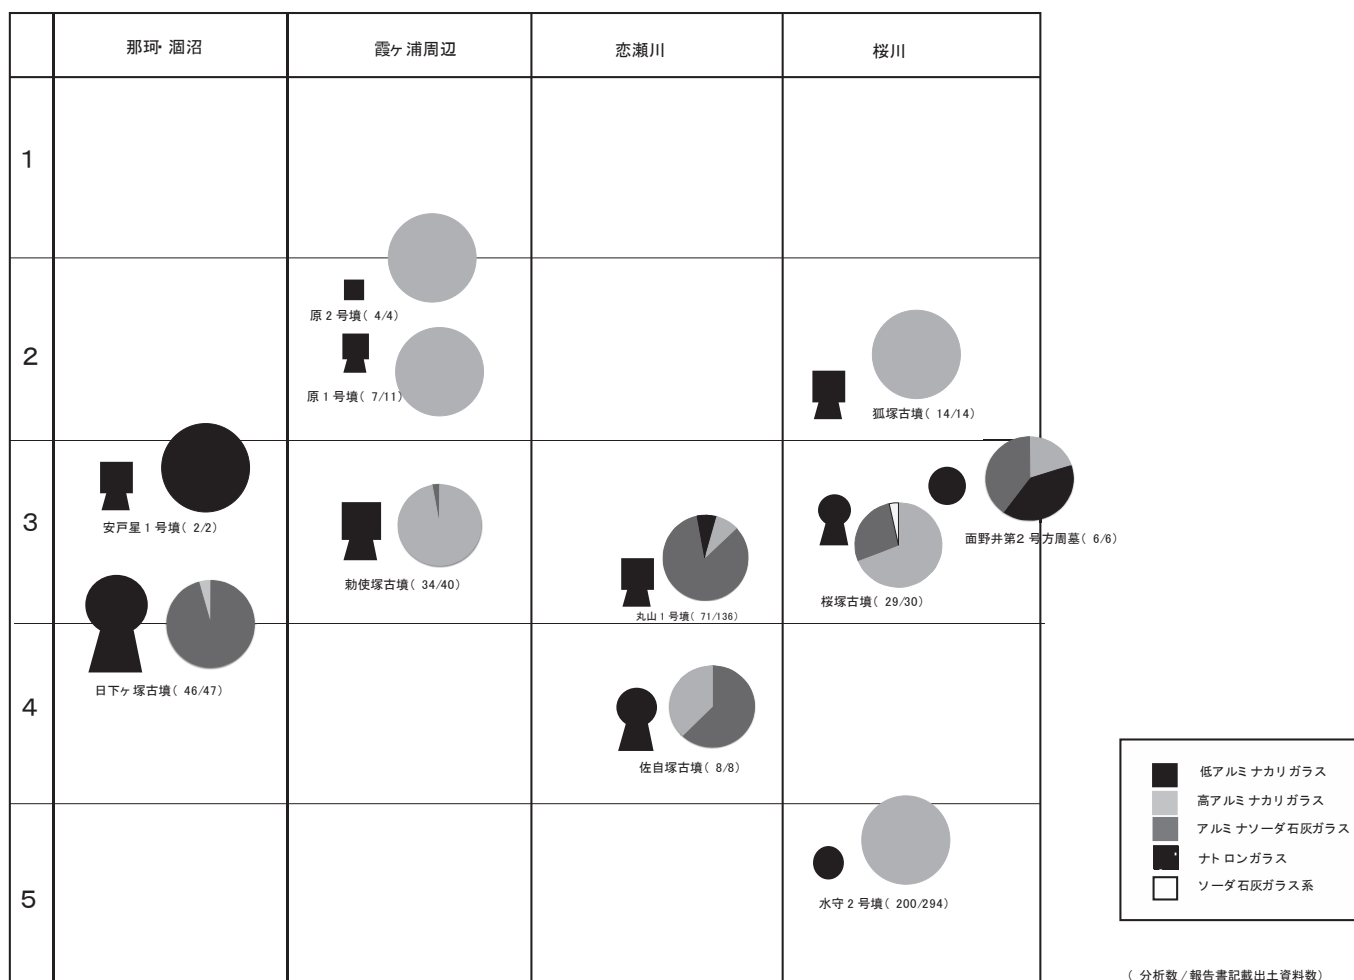 那珂・涸沼
霞ヶ浦周辺
恋瀬川
桜川
1
2
3
4
5
原2号墳( 4/4)
原1号墳( 7/11)
狐塚古墳( 14/14)
安戸星1号墳( 2/2)
勅使塚古墳( 34/40)
丸山1号墳( 71/136)
桜塚古墳( 29/30)
面野井第2号方周墓( 6/6)
日下ヶ塚古墳( 46/47)
佐自塚古墳( 8/8)
水守2号墳( 200/294)
低アルミナカリガラス
高アルミナカリガラス
アルミナソーダ石灰ガラス
ナトロンガラス
ソーダ石灰ガラス系
( 分析数/報告書記載出土資料数)